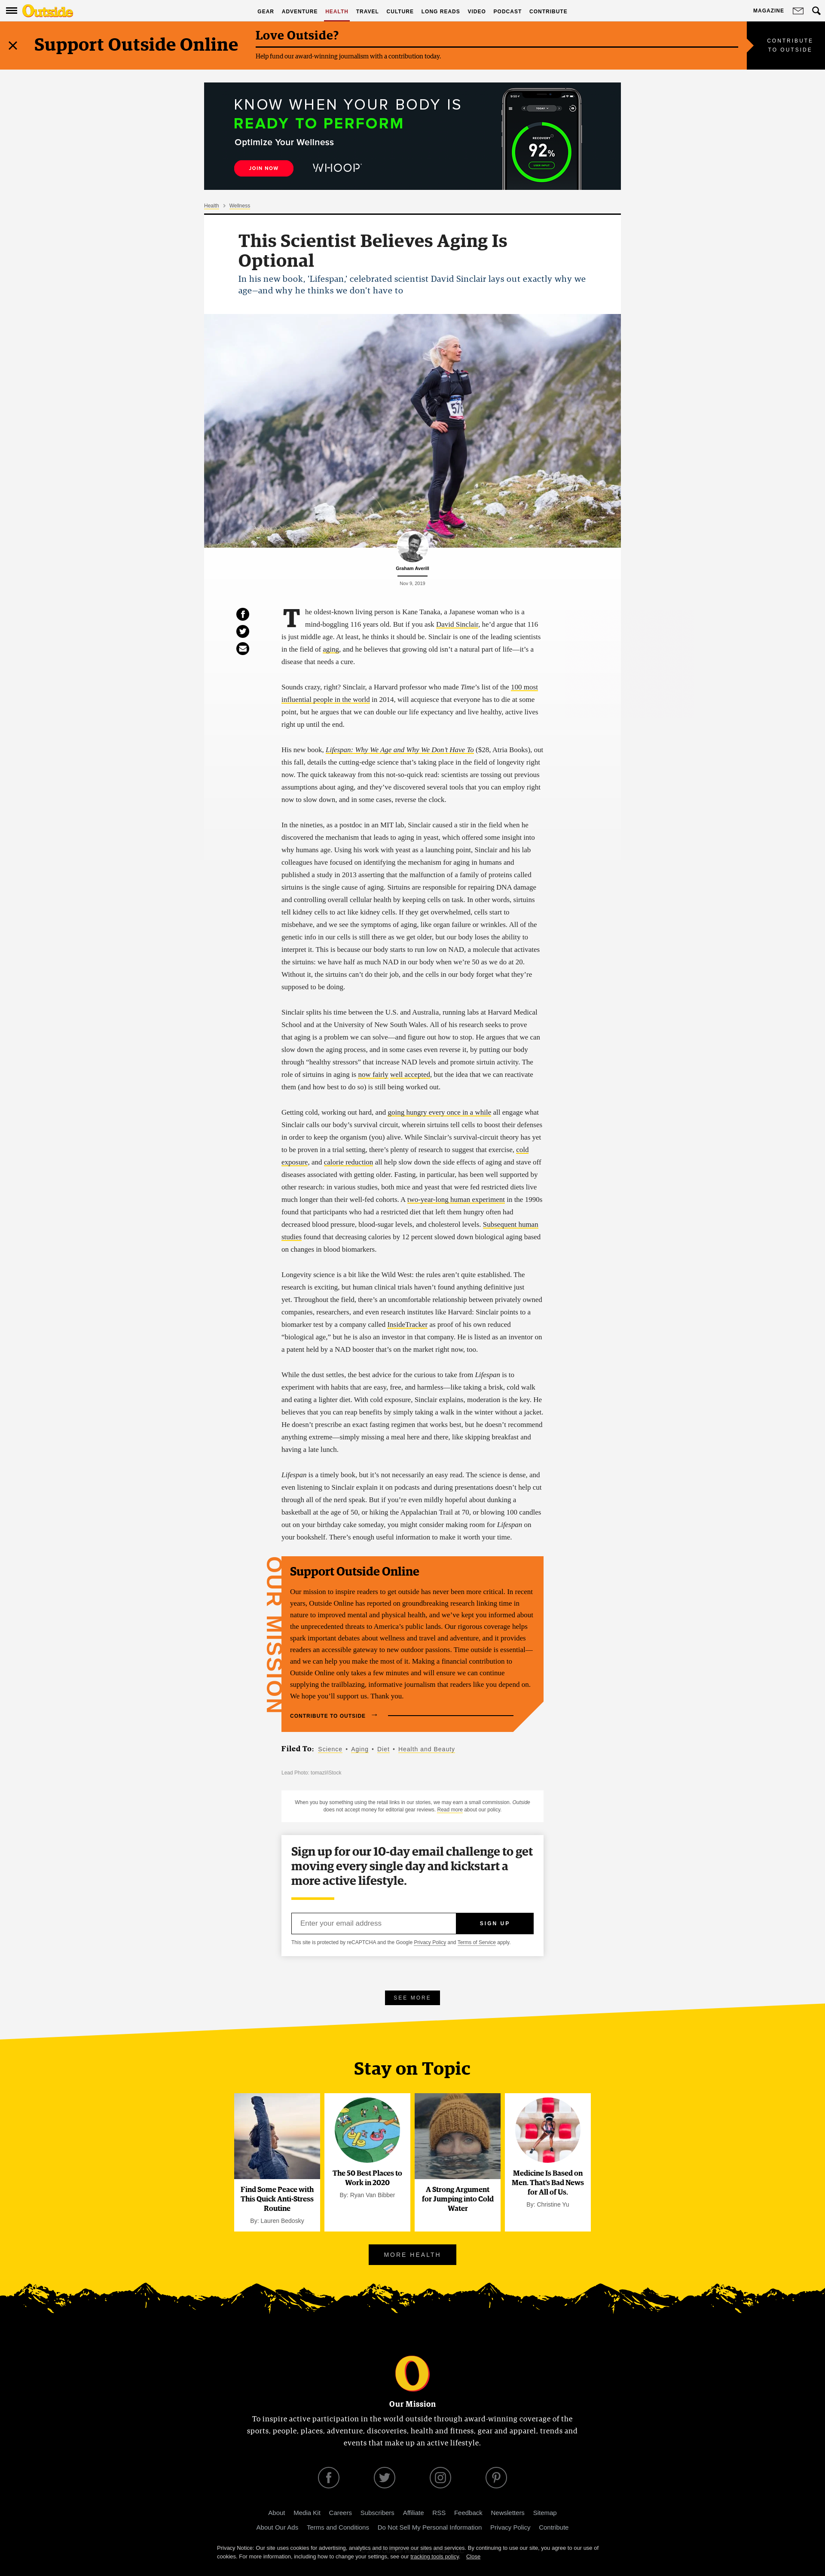 Outside
GEAR ADVENTURE HEALTH TRAVEL CULTURE LONG READS VIDEO PODCAST CONTRIBUTE
MAGAZINE
Support Outside Online
Love Outside?
Help fund our award-winning journalism with a contribution today.
CONTRIBUTE
TO OUTSIDE
KNOW WHEN YOUR BODY IS
READY TO PERFORM
Optimize Your Wellness
JOIN NOW
WHOOP
RECOVERY
92%
Health > Wellness
This Scientist Believes Aging Is
Optional
In his new book, 'Lifespan,' celebrated scientist David Sinclair lays out exactly why we
age—and why he thinks we don't have to
Graham Averill
Nov 9, 2019
The oldest-known living person is Kane Tanaka, a Japanese woman who is a
mind-boggling 116 years old. But if you ask David Sinclair, he’d argue that 116
is just middle age. At least, he thinks it should be. Sinclair is one of the leading scientists
in the field of aging, and he believes that growing old isn’t a natural part of life—it’s a
disease that needs a cure.
Sounds crazy, right? Sinclair, a Harvard professor who made Time’s list of the 100 most
influential people in the world in 2014, will acquiesce that everyone has to die at some
point, but he argues that we can double our life expectancy and live healthy, active lives
right up until the end.
His new book, Lifespan: Why We Age and Why We Don’t Have To ($28, Atria Books), out
this fall, details the cutting-edge science that’s taking place in the field of longevity right
now. The quick takeaway from this not-so-quick read: scientists are tossing out previous
assumptions about aging, and they’ve discovered several tools that you can employ right
now to slow down, and in some cases, reverse the clock.
In the nineties, as a postdoc in an MIT lab, Sinclair caused a stir in the field when he
discovered the mechanism that leads to aging in yeast, which offered some insight into
why humans age. Using his work with yeast as a launching point, Sinclair and his lab
colleagues have focused on identifying the mechanism for aging in humans and
published a study in 2013 asserting that the malfunction of a family of proteins called
sirtuins is the single cause of aging. Sirtuins are responsible for repairing DNA damage
and controlling overall cellular health by keeping cells on task. In other words, sirtuins
tell kidney cells to act like kidney cells. If they get overwhelmed, cells start to
misbehave, and we see the symptoms of aging, like organ failure or wrinkles. All of the
genetic info in our cells is still there as we get older, but our body loses the ability to
interpret it. This is because our body starts to run low on NAD, a molecule that activates
the sirtuins: we have half as much NAD in our body when we’re 50 as we do at 20.
Without it, the sirtuins can’t do their job, and the cells in our body forget what they’re
supposed to be doing.
Sinclair splits his time between the U.S. and Australia, running labs at Harvard Medical
School and at the University of New South Wales. All of his research seeks to prove
that aging is a problem we can solve—and figure out how to stop. He argues that we can
slow down the aging process, and in some cases even reverse it, by putting our body
through “healthy stressors” that increase NAD levels and promote sirtuin activity. The
role of sirtuins in aging is now fairly well accepted, but the idea that we can reactivate
them (and how best to do so) is still being worked out.
Getting cold, working out hard, and going hungry every once in a while all engage what
Sinclair calls our body’s survival circuit, wherein sirtuins tell cells to boost their defenses
in order to keep the organism (you) alive. While Sinclair’s survival-circuit theory has yet
to be proven in a trial setting, there’s plenty of research to suggest that exercise, cold
exposure, and calorie reduction all help slow down the side effects of aging and stave off
diseases associated with getting older. Fasting, in particular, has been well supported by
other research: in various studies, both mice and yeast that were fed restricted diets live
much longer than their well-fed cohorts. A two-year-long human experiment in the 1990s
found that participants who had a restricted diet that left them hungry often had
decreased blood pressure, blood-sugar levels, and cholesterol levels. Subsequent human
studies found that decreasing calories by 12 percent slowed down biological aging based
on changes in blood biomarkers.
Longevity science is a bit like the Wild West: the rules aren’t quite established. The
research is exciting, but human clinical trials haven’t found anything definitive just
yet. Throughout the field, there’s an uncomfortable relationship between privately owned
companies, researchers, and even research institutes like Harvard: Sinclair points to a
biomarker test by a company called InsideTracker as proof of his own reduced
“biological age,” but he is also an investor in that company. He is listed as an inventor on
a patent held by a NAD booster that’s on the market right now, too.
While the dust settles, the best advice for the curious to take from Lifespan is to
experiment with habits that are easy, free, and harmless—like taking a brisk, cold walk
and eating a lighter diet. With cold exposure, Sinclair explains, moderation is the key. He
believes that you can reap benefits by simply taking a walk in the winter without a jacket.
He doesn’t prescribe an exact fasting regimen that works best, but he doesn’t recommend
anything extreme—simply missing a meal here and there, like skipping breakfast and
having a late lunch.
Lifespan is a timely book, but it’s not necessarily an easy read. The science is dense, and
even listening to Sinclair explain it on podcasts and during presentations doesn’t help cut
through all of the nerd speak. But if you’re even mildly hopeful about dunking a
basketball at the age of 50, or hiking the Appalachian Trail at 70, or blowing 100 candles
out on your birthday cake someday, you might consider making room for Lifespan on
your bookshelf. There’s enough useful information to make it worth your time.
OUR MISSION
Support Outside Online
Our mission to inspire readers to get outside has never been more critical. In recent
years, Outside Online has reported on groundbreaking research linking time in
nature to improved mental and physical health, and we’ve kept you informed about
the unprecedented threats to America’s public lands. Our rigorous coverage helps
spark important debates about wellness and travel and adventure, and it provides
readers an accessible gateway to new outdoor passions. Time outside is essential—
and we can help you make the most of it. Making a financial contribution to
Outside Online only takes a few minutes and will ensure we can continue
supplying the trailblazing, informative journalism that readers like you depend on.
We hope you’ll support us. Thank you.
CONTRIBUTE TO OUTSIDE →
Filed To: Science • Aging • Diet • Health and Beauty
Lead Photo: tomazl/iStock
When you buy something using the retail links in our stories, we may earn a small commission. Outside
does not accept money for editorial gear reviews. Read more about our policy.
Sign up for our 10-day email challenge to get
moving every single day and kickstart a
more active lifestyle.
Enter your email address
SIGN UP
This site is protected by reCAPTCHA and the Google Privacy Policy and Terms of Service apply.
SEE MORE
Stay on Topic
Find Some Peace with
This Quick Anti-Stress
Routine
By: Lauren Bedosky
The 50 Best Places to
Work in 2020
By: Ryan Van Bibber
A Strong Argument
for Jumping into Cold
Water
Medicine Is Based on
Men. That's Bad News
for All of Us.
By: Christine Yu
MORE HEALTH
Our Mission
To inspire active participation in the world outside through award-winning coverage of the
sports, people, places, adventure, discoveries, health and fitness, gear and apparel, trends and
events that make up an active lifestyle.
About Media Kit Careers Subscribers Affiliate RSS Feedback Newsletters Sitemap
About Our Ads Terms and Conditions Do Not Sell My Personal Information Privacy Policy Contribute
Privacy Notice: Our site uses cookies for advertising, analytics and to improve our sites and services. By continuing to use our site, you agree to our use of
cookies. For more information, including how to change your settings, see our tracking tools policy. Close